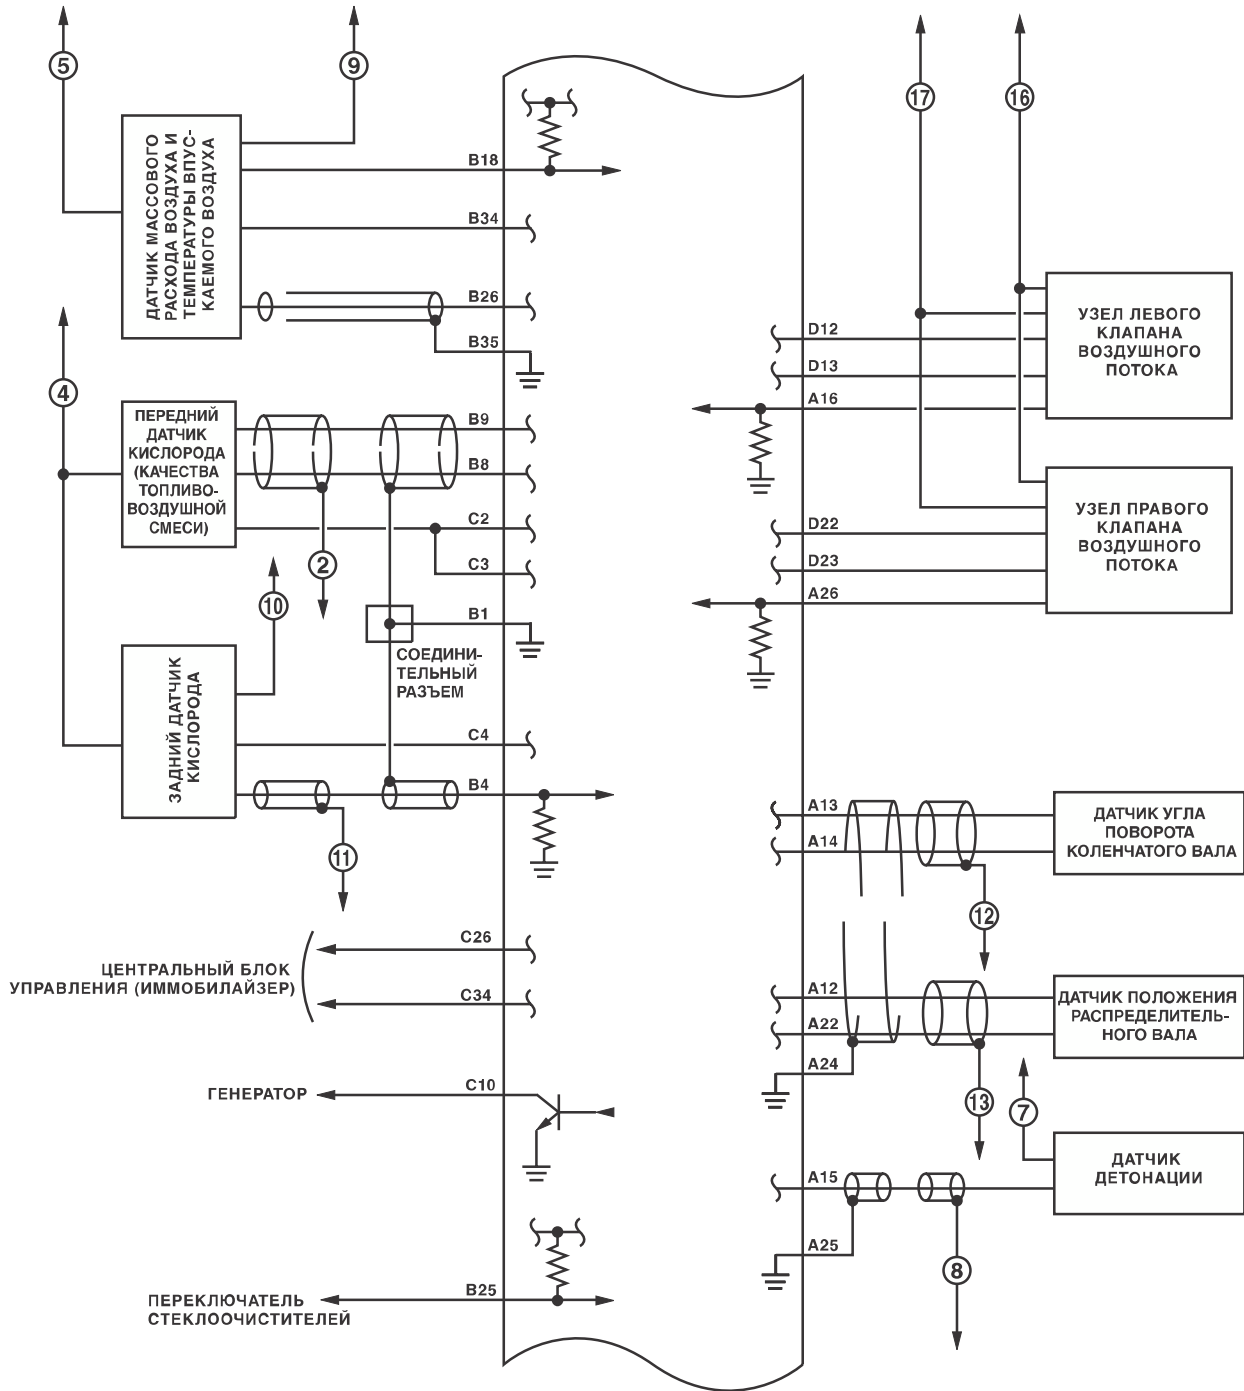 5
9
17
16
ДАТЧИК МАССОВОГО
РАСХОДА ВОЗДУХА И
ТЕМПЕРАТУРЫ ВПУС-
КАЕМОГО ВОЗДУХА
B18
B34
B26
B35
4
ПЕРЕДНИЙ
ДАТЧИК
КИСЛОРОДА
(КАЧЕСТВА
ТОПЛИВО-
ВОЗДУШНОЙ
СМЕСИ)
B9
B8
C2
C3
2
10
B1
СОЕДИНИ-
ТЕЛЬНЫЙ
РАЗЪЕМ
ЗАДНИЙ ДАТЧИК
КИСЛОРОДА
C4
B4
11
C26
ЦЕНТРАЛЬНЫЙ БЛОК
УПРАВЛЕНИЯ (ИММОБИЛАЙЗЕР)
C34
C10
ГЕНЕРАТОР
B25
ПЕРЕКЛЮЧАТЕЛЬ
СТЕКЛООЧИСТИТЕЛЕЙ
D12
D13
A16
УЗЕЛ ЛЕВОГО
КЛАПАНА
ВОЗДУШНОГО
ПОТОКА
D22
D23
A26
УЗЕЛ ПРАВОГО
КЛАПАНА
ВОЗДУШНОГО
ПОТОКА
A13
A14
ДАТЧИК УГЛА
ПОВОРОТА
КОЛЕНЧАТОГО ВАЛА
12
A12
A22
A24
ДАТЧИК ПОЛОЖЕНИЯ
РАСПРЕДЕЛИТЕЛЬ-
НОГО ВАЛА
13
7
A15
A25
ДАТЧИК
ДЕТОНАЦИИ
8